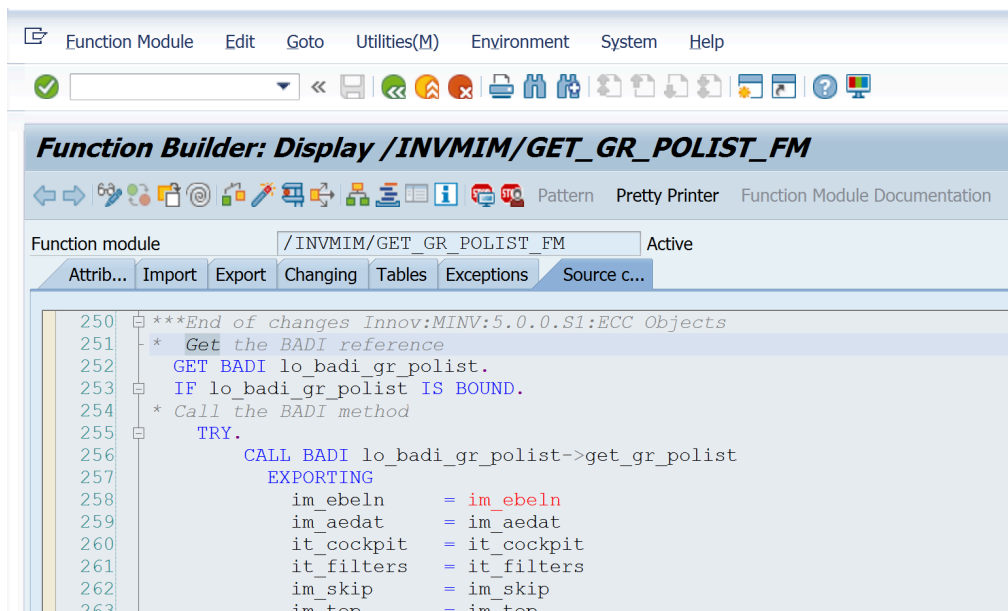 Function Module Edit Goto Utilities(M) Environment System Help
Function Builder: Display /INVMIM/GET_GR_POLIST_FM
Pattern Pretty Printer Function Module Documentation
Function module /INVMIM/GET_GR_POLIST_FM Active
Attrib... Import Export Changing Tables Exceptions Source c...
250 ***End of changes Innov:MINV:5.0.0.S1:ECC Objects
251 * Get the BADI reference
252 GET BADI lo_badi_gr_polist.
253 IF lo_badi_gr_polist IS BOUND.
254 * Call the BADI method
255 TRY.
256 CALL BADI lo_badi_gr_polist->get_gr_polist
257 EXPORTING
258 im_ebeln = im_ebeln
259 im_aedat = im_aedat
260 it_cockpit = it_cockpit
261 it_filters = it_filters
262 im_skip = im_skip
263 im_top = im_top